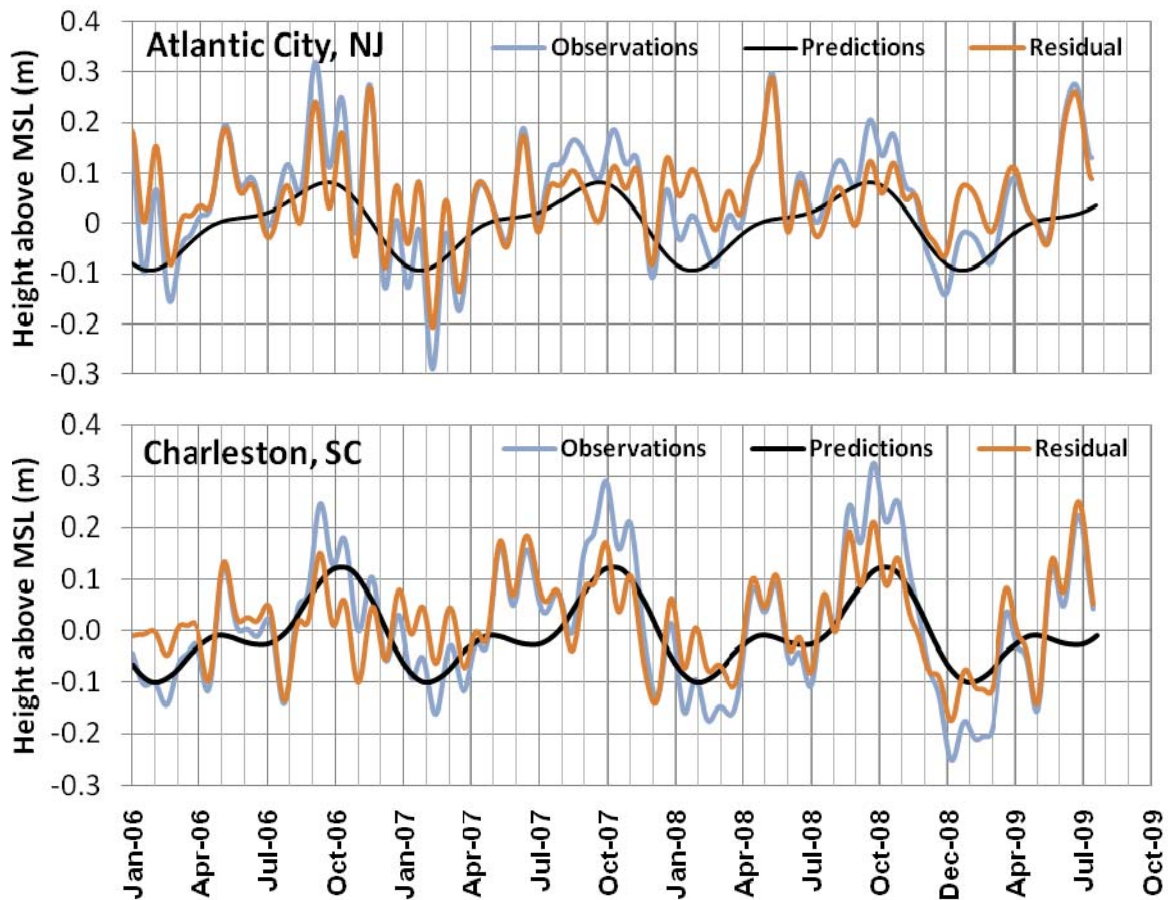 Atlantic City, NJ
Observations Predictions Residual
Height above MSL (m)
0.4
0.3
0.2
0.1
0
-0.1
-0.2
-0.3
Charleston, SC
Observations Predictions Residual
Height above MSL (m)
0.4
0.3
0.2
0.1
0.0
-0.1
-0.2
-0.3
Jan-06
Apr-06
Jul-06
Oct-06
Jan-07
Apr-07
Jul-07
Oct-07
Jan-08
Apr-08
Jul-08
Oct-08
Dec-08
Apr-09
Jul-09
Oct-09